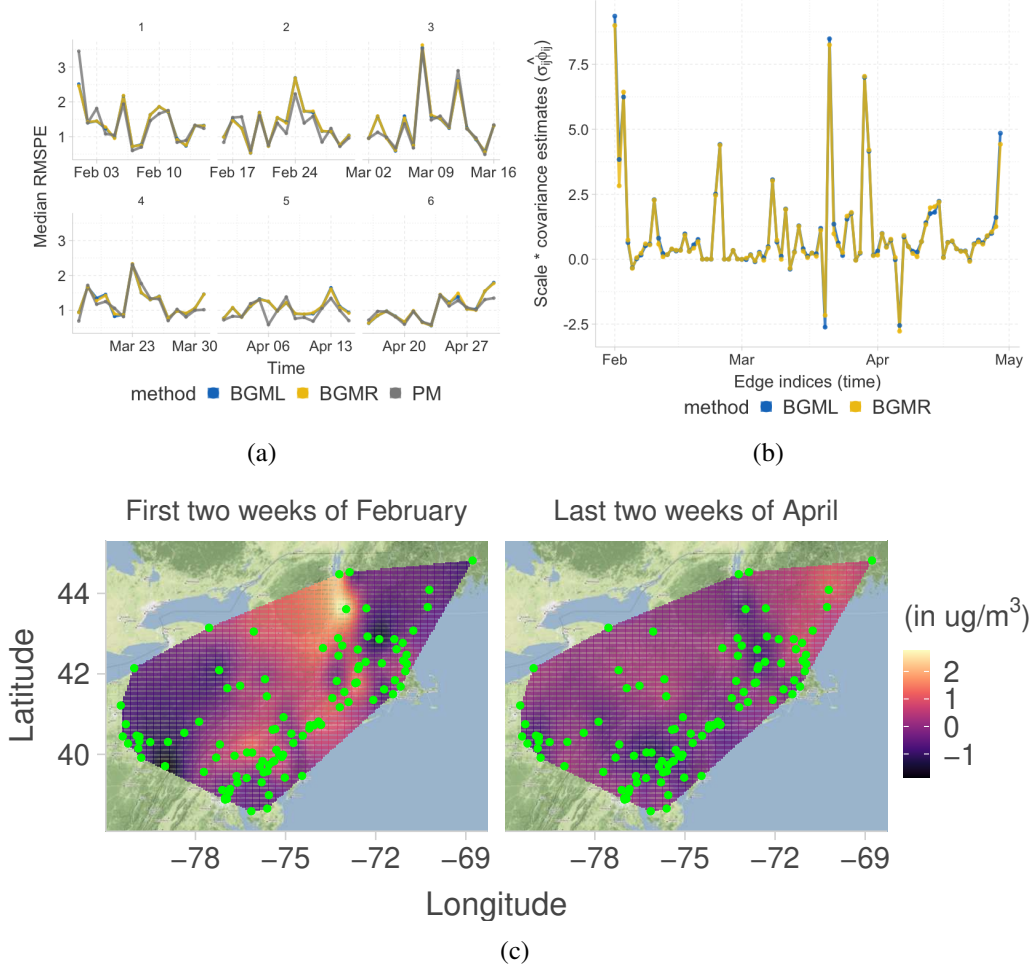 1 2 3
Median RMSPE
3
2
1
Feb 03 Feb 10 Feb 17 Feb 24 Mar 02 Mar 09 Mar 16
4 5 6
3
2
1
Mar 23 Mar 30 Apr 06 Apr 13 Apr 20 Apr 27
Time
method BGML BGMR PM
(a)
Scale * covariance estimates (σ̂ᵢⱼϕᵢⱼ)
7.5
5.0
2.5
0.0
-2.5
Feb Mar Apr May
Edge indices (time)
method BGML BGMR
(b)
First two weeks of February Last two weeks of April
Latitude
44
42
40
−78 −75 −72 −69 −78 −75 −72 −69
Longitude
(in ug/m³)
2
1
0
−1
(c)